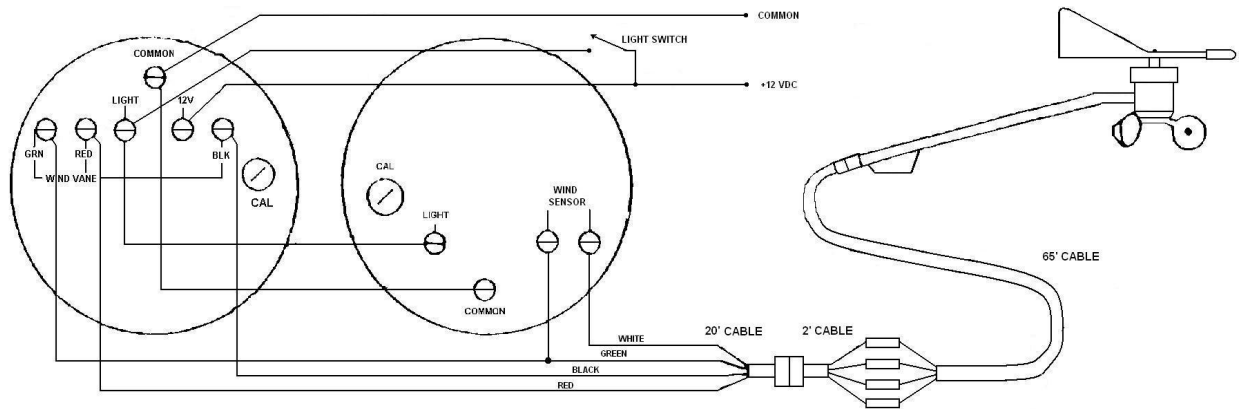 COMMON
LIGHT SWITCH
+12 VDC
COMMON
LIGHT
12V
GRN
RED
BLK
WIND VANE
CAL
CAL
WIND
SENSOR
LIGHT
COMMON
65' CABLE
20' CABLE
2' CABLE
WHITE
GREEN
BLACK
RED